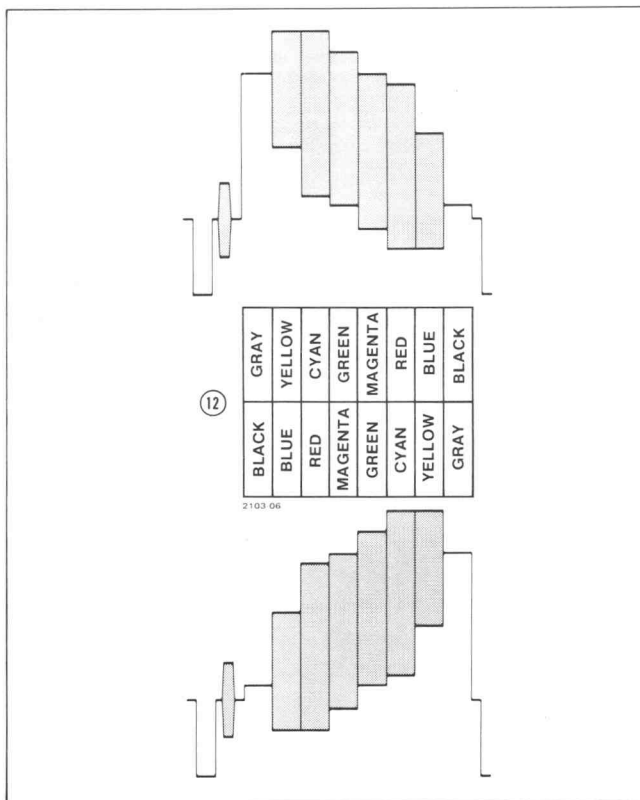 GRAY
YELLOW
CYAN
GREEN
MAGENTA
RED
BLUE
BLACK
12
BLACK
BLUE
RED
MAGENTA
GREEN
CYAN
YELLOW
GRAY
2103 06